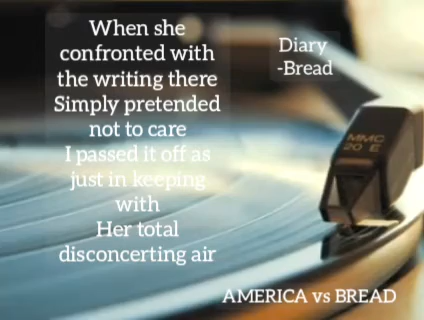 When she
confronted with
the writing there
Simply pretended
not to care
I passed it off as
just in keeping
with
Her total
disconcerting air
Diary
-Bread
MMC
20 E
AMERICA vs BREAD